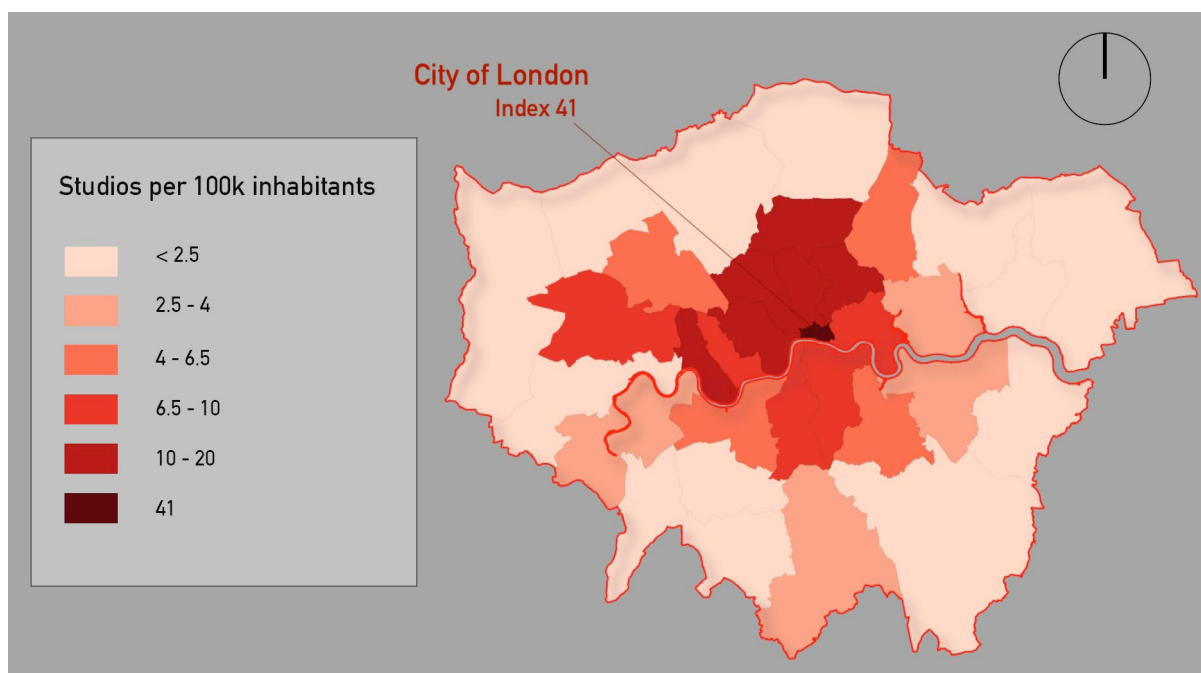 City of London
Index 41
Studios per 100k inhabitants
< 2.5
2.5 - 4
4 - 6.5
6.5 - 10
10 - 20
41